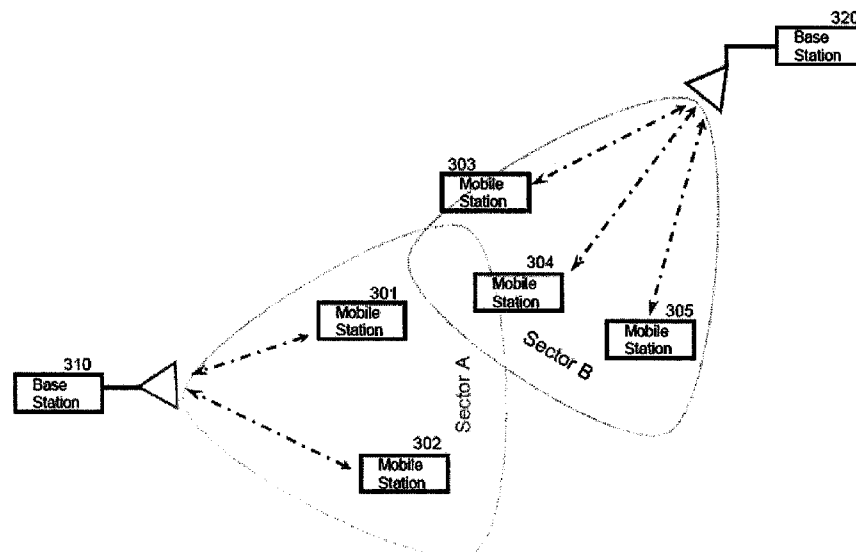 320
Base
Station
303
Mobile
Station
304
Mobile
Station
301
Mobile
Station
305
Mobile
Station
Sector B
310
Base
Station
Sector A
302
Mobile
Station